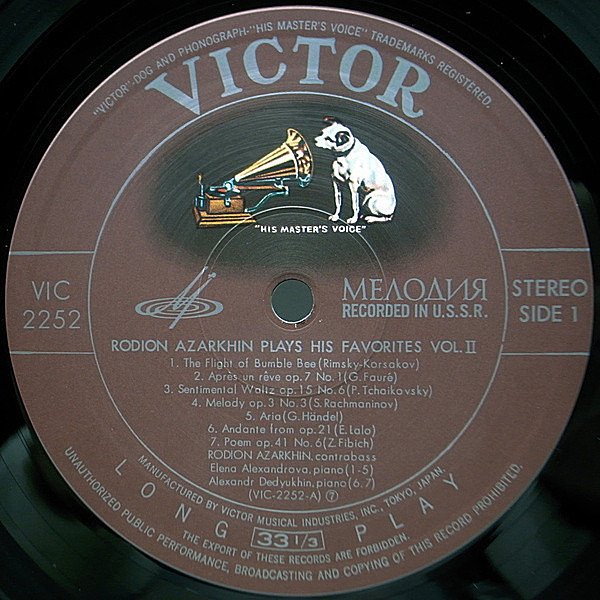 "VICTOR"-DOG AND PHONOGRAPH-"HIS MASTER'S VOICE" TRADEMARKS REGISTERED.
VICTOR
"HIS MASTER'S VOICE"
VIC
2252
МЕЛОДИЯ
RECORDED IN U.S.S.R.
STEREO
SIDE 1
RODION AZARKHIN PLAYS HIS FAVORITES VOL.II
1. The Flight of Bumble Bee(Rimsky-Korsakov)
2. Après un rêve op.7 No.1(G.Fauré)
3. Sentimental Waltz op.15 No.6(P.Tchaikovsky)
4. Melody op.3 No.3(S.Rachmaninov)
5. Aria(G.Händel)
6. Andante from op.21(E.Lalo)
7. Poem op.41 No.6(Z.Fibich)
RODION AZARKHIN, contrabass
Elena Alexandrova, piano(1-5)
Alexandr Dedyukhin, piano(6.7)
(VIC-2252-A) ⑦
MANUFACTURED BY VICTOR MUSICAL INDUSTRIES, INC., TOKYO, JAPAN.
LONG PLAY
33 1/3
THE EXPORT OF THESE RECORDS ARE FORBIDDEN.
UNAUTHORIZED PUBLIC PERFORMANCE, BROADCASTING AND COPYING OF THIS RECORD PROHIBITED.